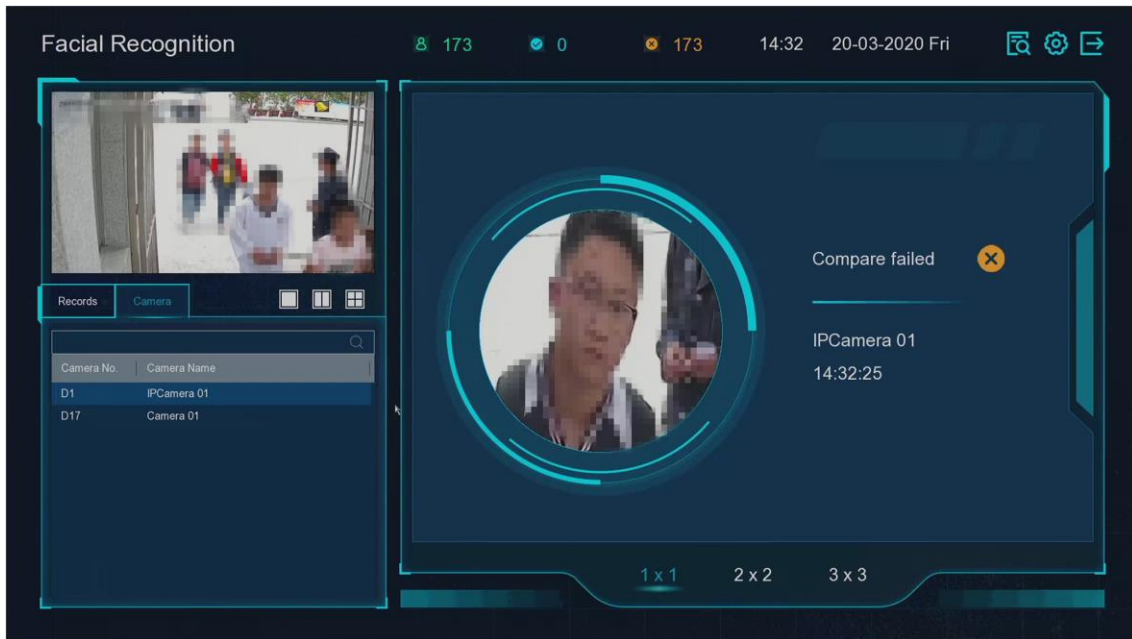 Facial Recognition
173
0
173
14:32
20-03-2020 Fri
Records
Camera
Camera No.
Camera Name
D1
IPCamera 01
D17
Camera 01
Compare failed
IPCamera 01
14:32:25
1 x 1
2 x 2
3 x 3